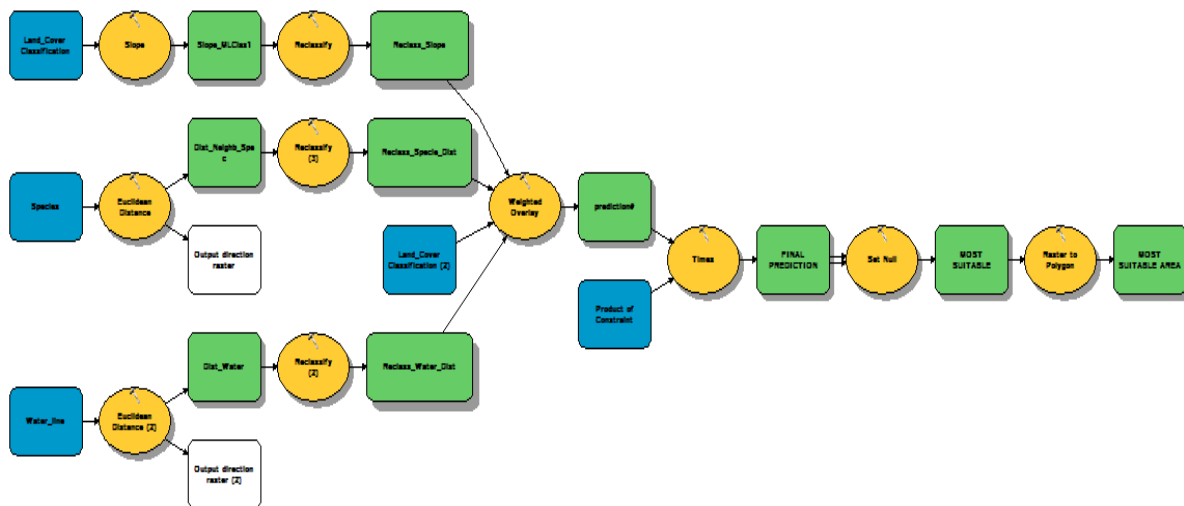 Land_Cover
Classification
Slope
Slope_MLClas1
Reclassify
Reclass_Slope
Species
Euclidean
Distance
Dist_Neighb_Spe
c
Output direction
raster
Reclassify
(3)
Reclass_Specie_Dist
Land_Cover
Classification (2)
Weighted
Overlay
prediction#
Product of
Constraint
Times
FINAL
PREDICTION
Set Null
MOST
SUITABLE
Raster to
Polygon
MOST
SUITABLE AREA
Water_line
Euclidean
Distance (2)
Dist_Water
Output direction
raster (2)
Reclassify
(2)
Reclass_Water_Dist